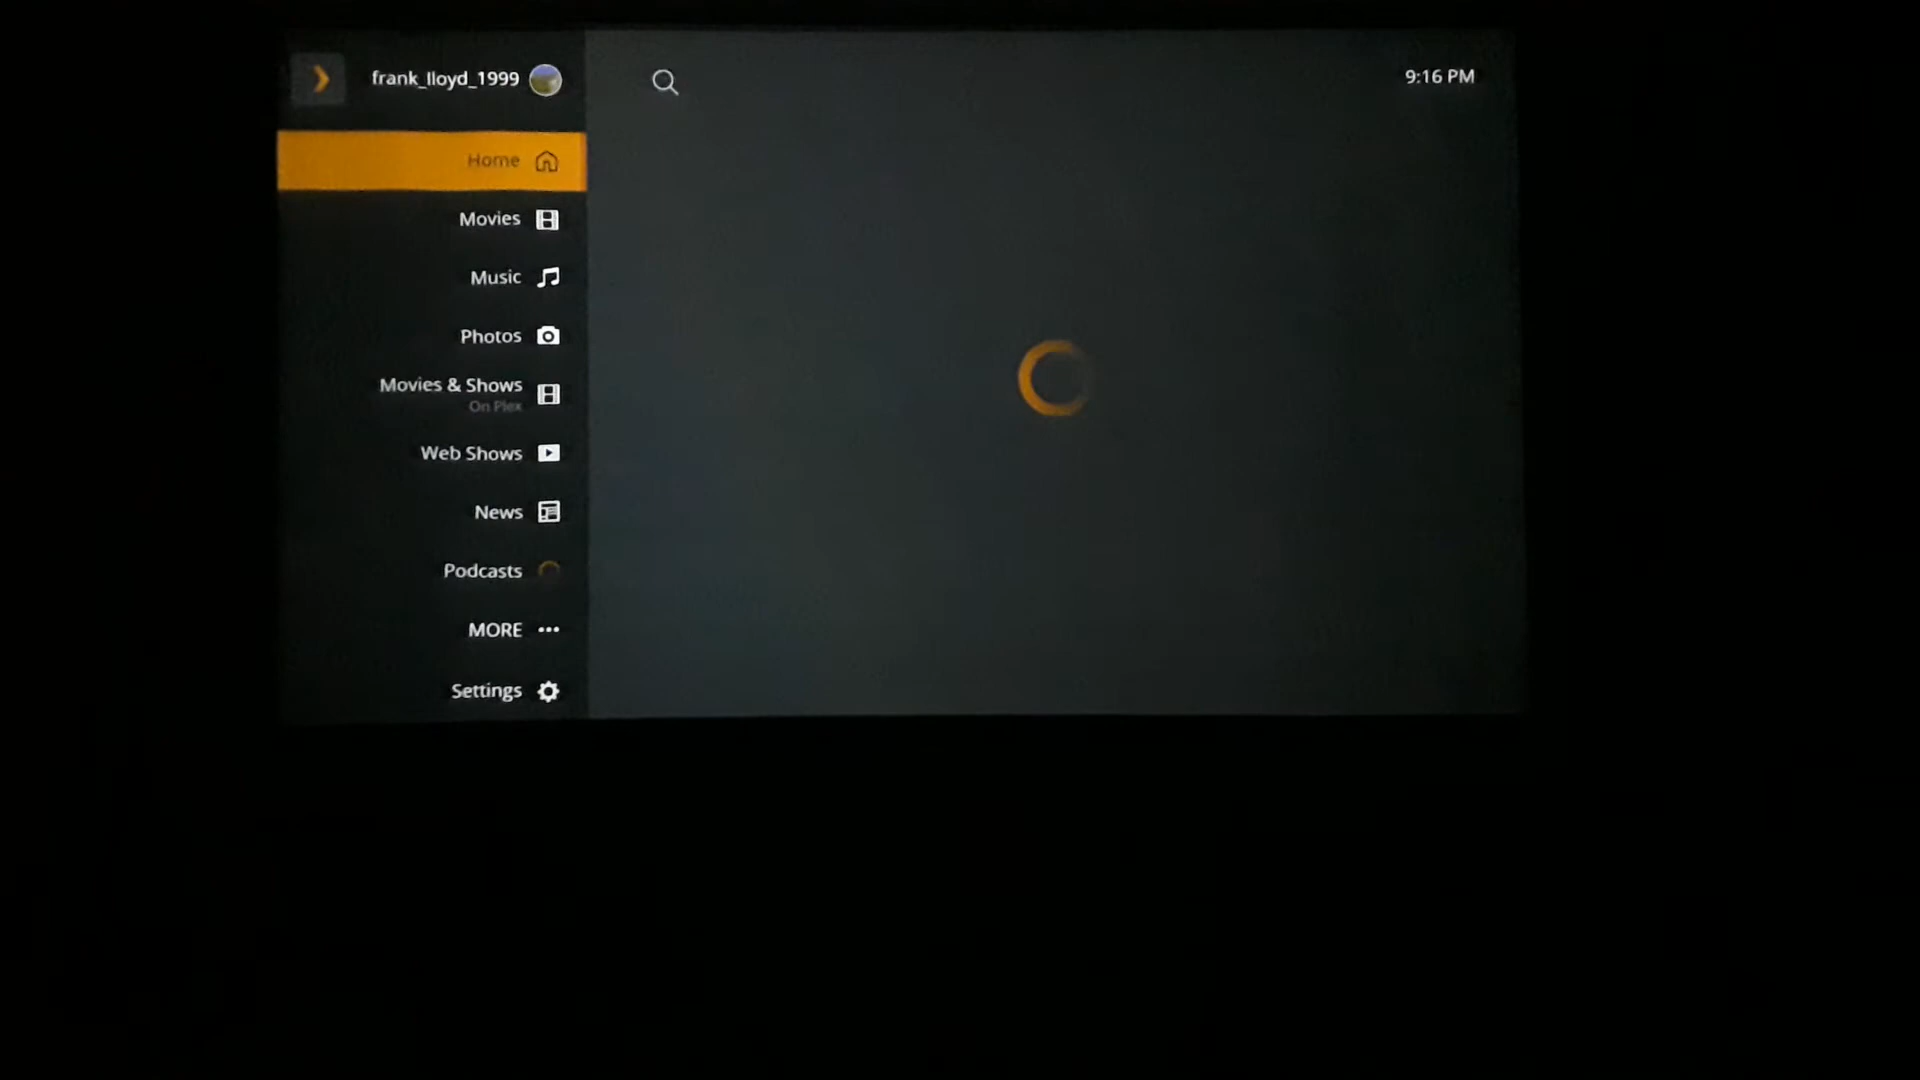 frank_lloyd_1999
9:16 PM
Home
Movies
Music
Photos
Movies & Shows
On Plex
Web Shows
News
Podcasts
MORE
Settings